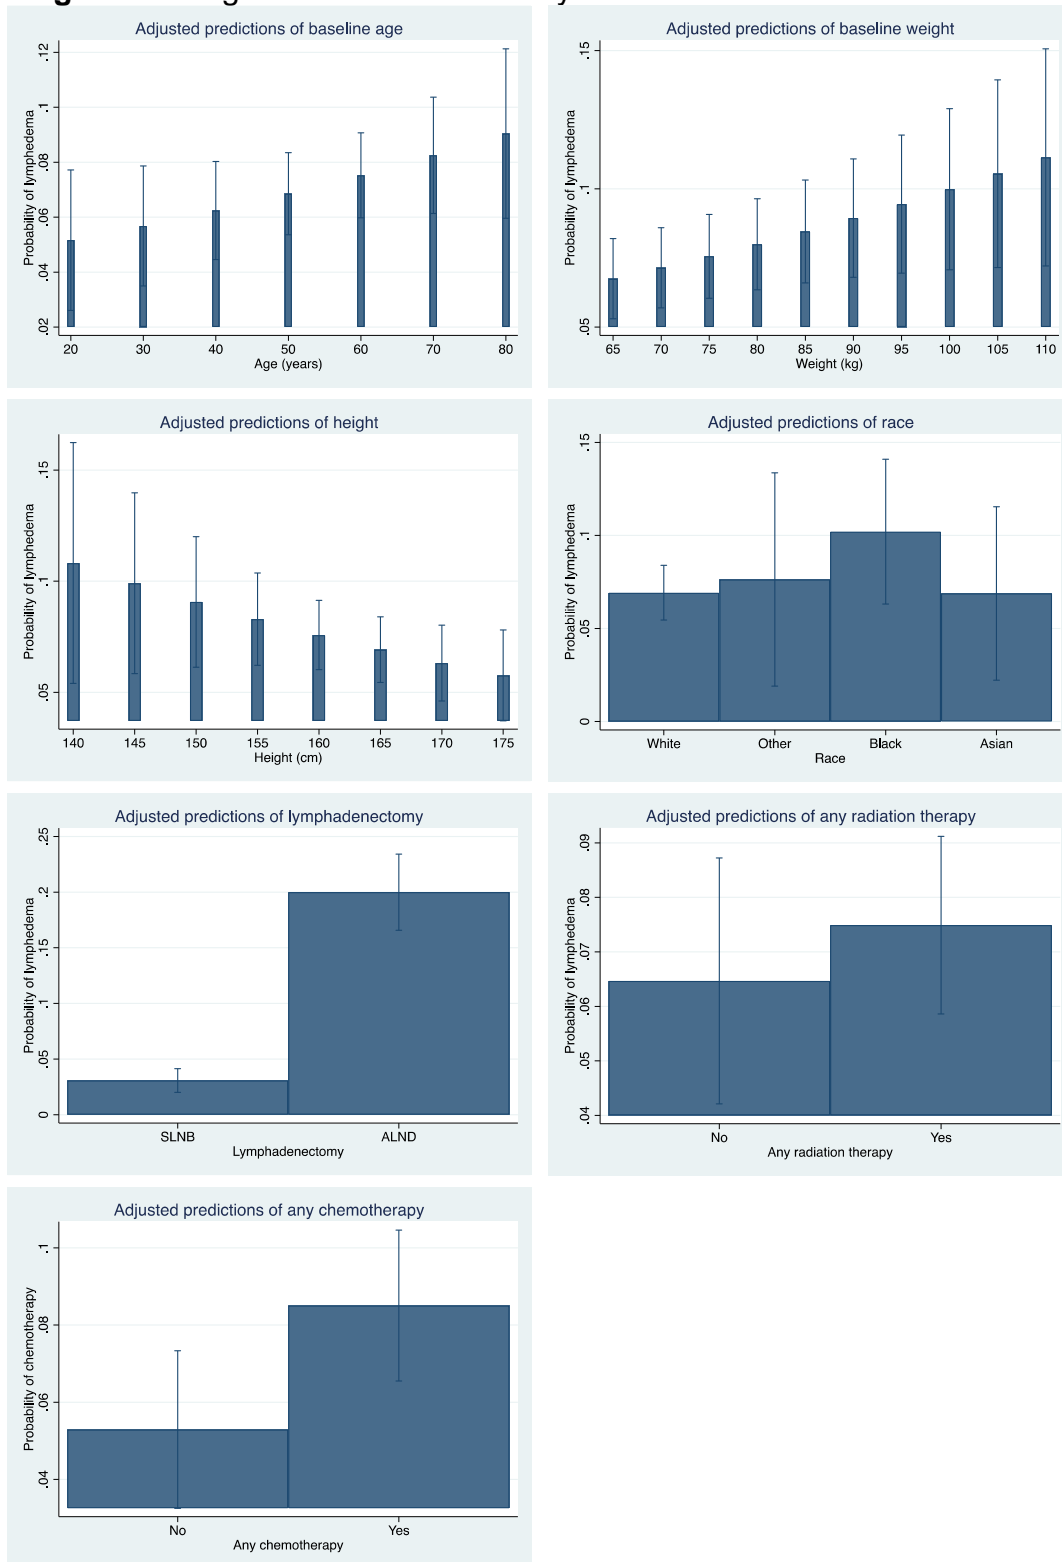 Adjusted predictions of baseline age
Probability of lymphedema
.12
.1
.08
.06
.04
.02
20 30 40 50 60 70 80
Age (years)
Adjusted predictions of baseline weight
Probability of lymphedema
.15
.1
.05
65 70 75 80 85 90 95 100 105 110
Weight (kg)
Adjusted predictions of height
Probability of lymphedema
.15
.1
.05
140 145 150 155 160 165 170 175
Height (cm)
Adjusted predictions of race
Probability of lymphedema
.15
.1
.05
0
White Other Black Asian
Race
Adjusted predictions of lymphadenectomy
Probability of lymphedema
.25
.2
.15
.1
.05
0
SLNB ALND
Lymphadenectomy
Adjusted predictions of any radiation therapy
Probability of lymphedema
.09
.08
.07
.06
.05
.04
No Yes
Any radiation therapy
Adjusted predictions of any chemotherapy
Probability of chemotherapy
.1
.08
.06
.04
No Yes
Any chemotherapy